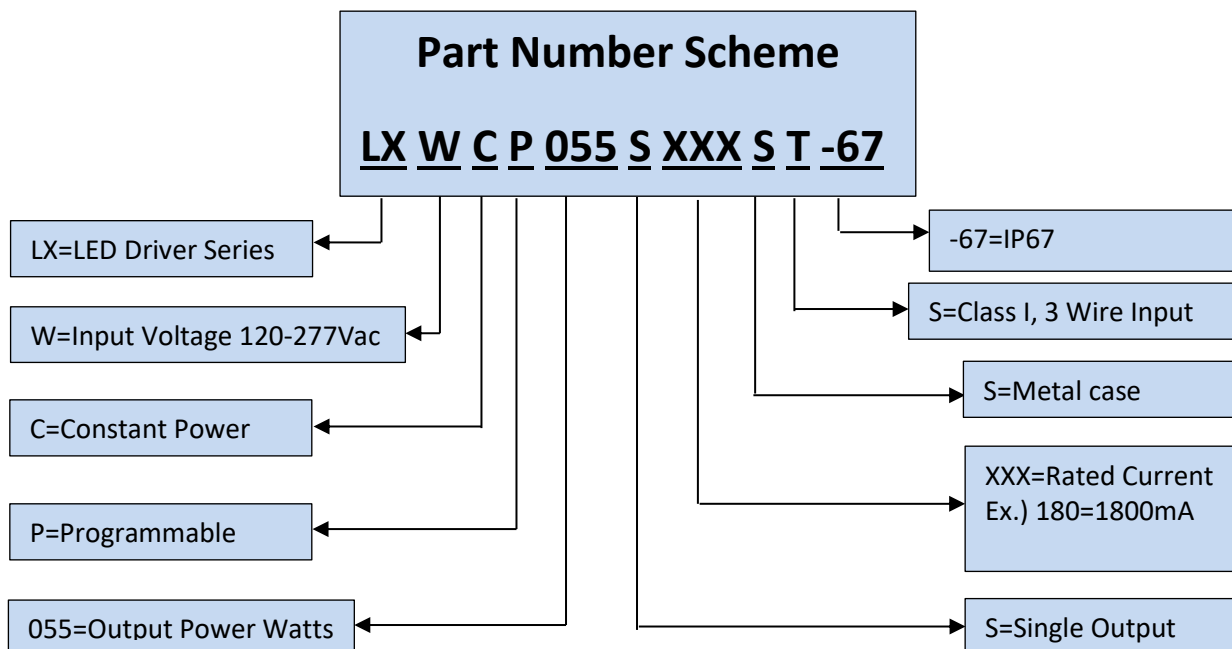 Part Number Scheme
LX W C P 055 S XXX S T -67
LX=LED Driver Series
W=Input Voltage 120-277Vac
C=Constant Power
P=Programmable
055=Output Power Watts
-67=IP67
S=Class I, 3 Wire Input
S=Metal case
XXX=Rated Current
Ex.) 180=1800mA
S=Single Output